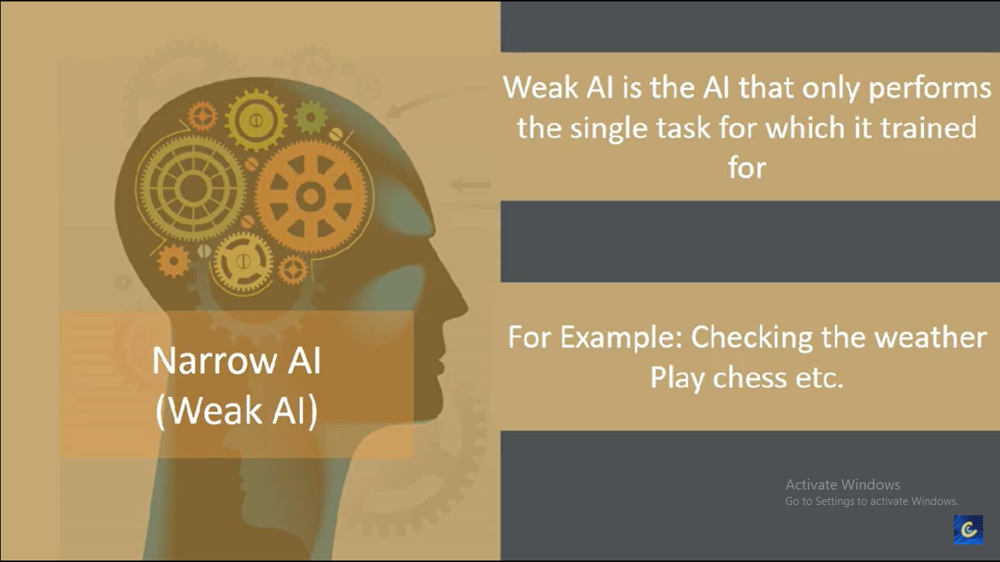 Weak AI is the AI that only performs
the single task for which it trained
for
Narrow AI
(Weak AI)
For Example: Checking the weather
Play chess etc.
Activate Windows
Go to Settings to activate Windows.